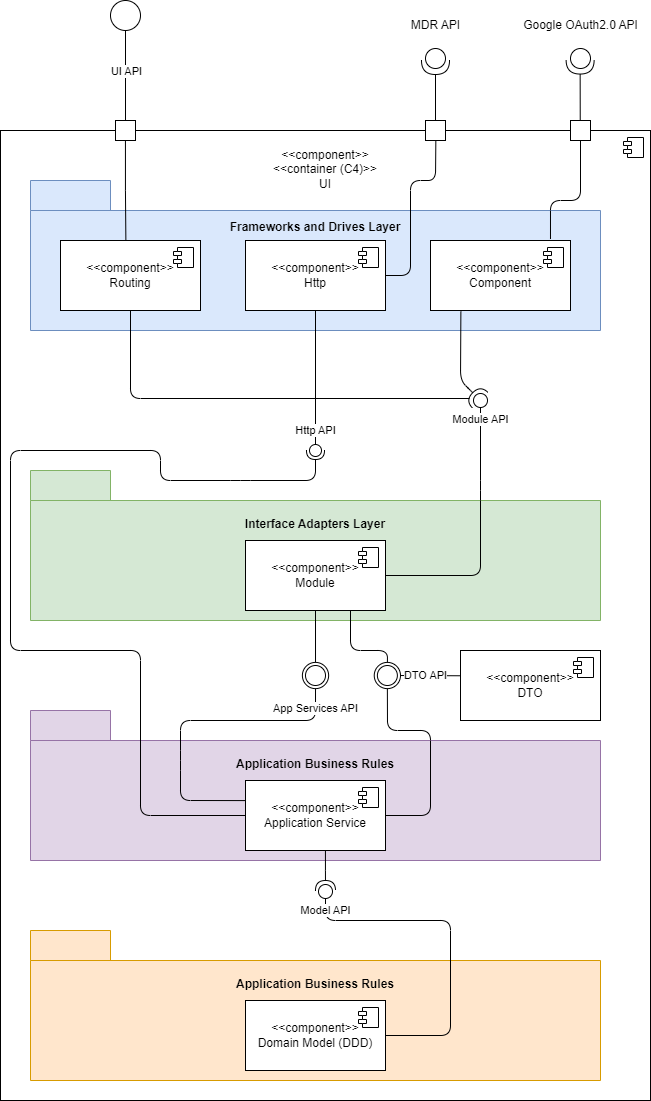 MDR API
Google OAuth2.0 API
UI API
<<component>>
<<container (C4)>>
UI
Frameworks and Drives Layer
<<component>>
Routing
<<component>>
Http
<<component>>
Component
Module API
Http API
Interface Adapters Layer
<<component>>
Module
DTO API
<<component>>
DTO
App Services API
Application Business Rules
<<component>>
Application Service
Model API
Application Business Rules
<<component>>
Domain Model (DDD)